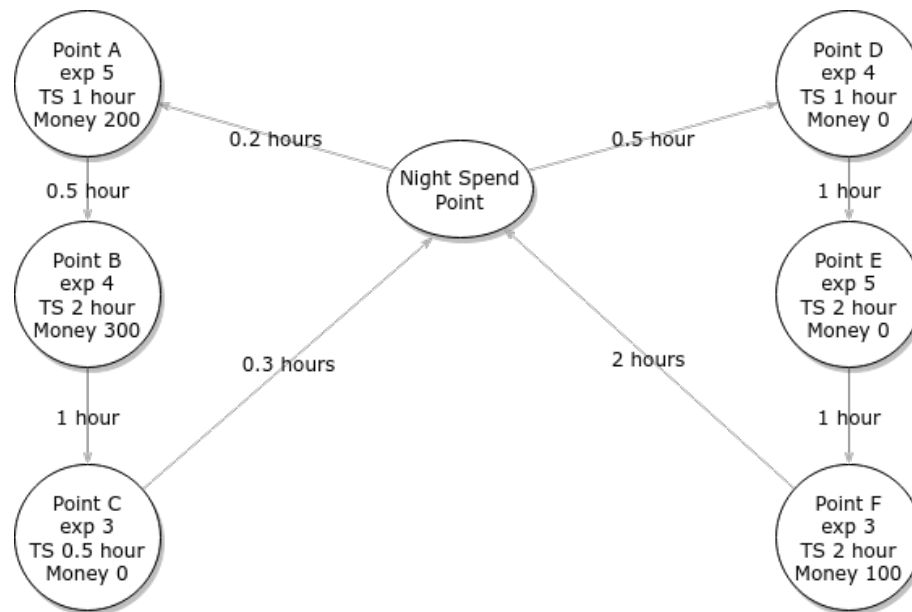 Point A
exp 5
TS 1 hour
Money 200
Point D
exp 4
TS 1 hour
Money 0
0.2 hours
0.5 hour
Night Spend
Point
0.5 hour
1 hour
Point B
exp 4
TS 2 hour
Money 300
Point E
exp 5
TS 2 hour
Money 0
0.3 hours
2 hours
1 hour
1 hour
Point C
exp 3
TS 0.5 hour
Money 0
Point F
exp 3
TS 2 hour
Money 100